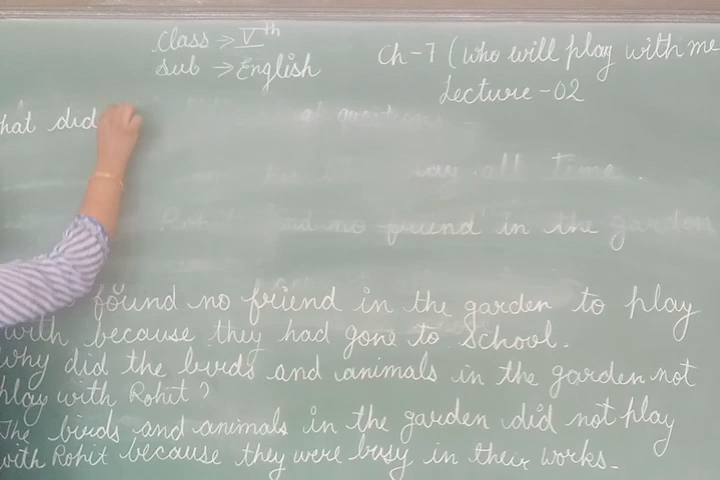 Class → Vth
Sub → English
Ch-7 (Who will play with me
Lecture-02
hat did
Rohit no friend in the garden
found no friend in the garden to play
with because they had gone to School.
Why did the birds and animals in the garden not
play with Rohit?
The birds and animals in the garden did not play
with Rohit because they were busy in their works.